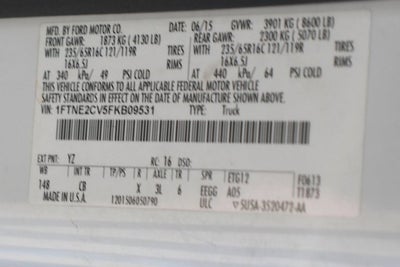 MFD. BY FORD MOTOR CO. DATE: 06/15 GVWR: 3901 KG ( 8600 LB)
FRONT GAWR: 1873 KG ( 4130 LB) REAR GAWR: 2300 KG ( 5070 LB)
WITH 235/65R16C 121/119R TIRES WITH 235/65R16C 121/119R TIRES
16X6.5J RIMS 16X6.5J RIMS
AT 340 kPa/ 49 PSI COLD AT 440 kPa/ 64 PSI COLD
THIS VEHICLE CONFORMS TO ALL APPLICABLE FEDERAL MOTOR VEHICLE
SAFETY STANDARDS IN EFFECT ON THE DATE OF MANUFACTURE SHOWN ABOVE.
VIN: 1FTNE2CV5FKB09531 TYPE: Truck
EXT PNT: YZ RC: 16 DSO:
WB INT TR TP/PS R AXLE TR SPR ETG12 F0613
148 CB X 3L 6 EEGG A05 T1873
MADE IN U.S.A. 1201506050790 ULC SU5A-3520472-AA